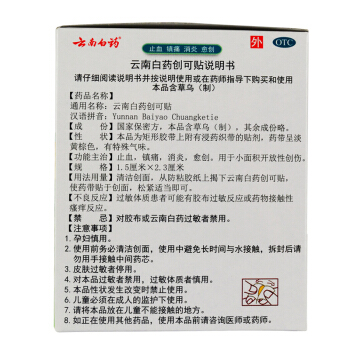 云南白药
止血 镇痛 消炎 愈创
外
OTC
云南白药创可贴说明书
请仔细阅读说明书并按说明使用或在药师指导下购买和使用
本品含草乌（制）
【药品名称】
通用名称：云南白药创可贴
汉语拼音：Yunnan Baiyao Chuangketie
【成 份】国家保密方，本品含草乌（制），其余成份略。
【性 状】本品为矩形胶带上附有浸药织带的贴剂，药带呈淡
黄棕色，有特殊气味。
【功能主治】止血，镇痛，消炎，愈创。用于小面积开放性创伤。
【规 格】1.5厘米×2.3厘米
【用法用量】清洁创面，从防粘胶纸上揭下云南白药创可贴，
使药带贴于创面，松紧适当即可。
【不良反应】过敏体质患者可能有胶布过敏反应或药物接触性
瘙痒反应。
【禁 忌】对胶布或云南白药过敏者禁用。
【注意事项】
1. 孕妇慎用。
2. 使用前务必清洁创面，使用中避免长时间与水接触，拆封后请
勿用手接触中间药芯。
3. 皮肤过敏者停用。
4. 对本品过敏者禁用，过敏体质者慎用。
5. 本品性状发生改变时禁止使用。
6. 儿童必须在成人的监护下使用。
7. 请将本品放在儿童不能接触的地方。
8. 如正在使用其他药品，使用本品前请咨询医师或药师。